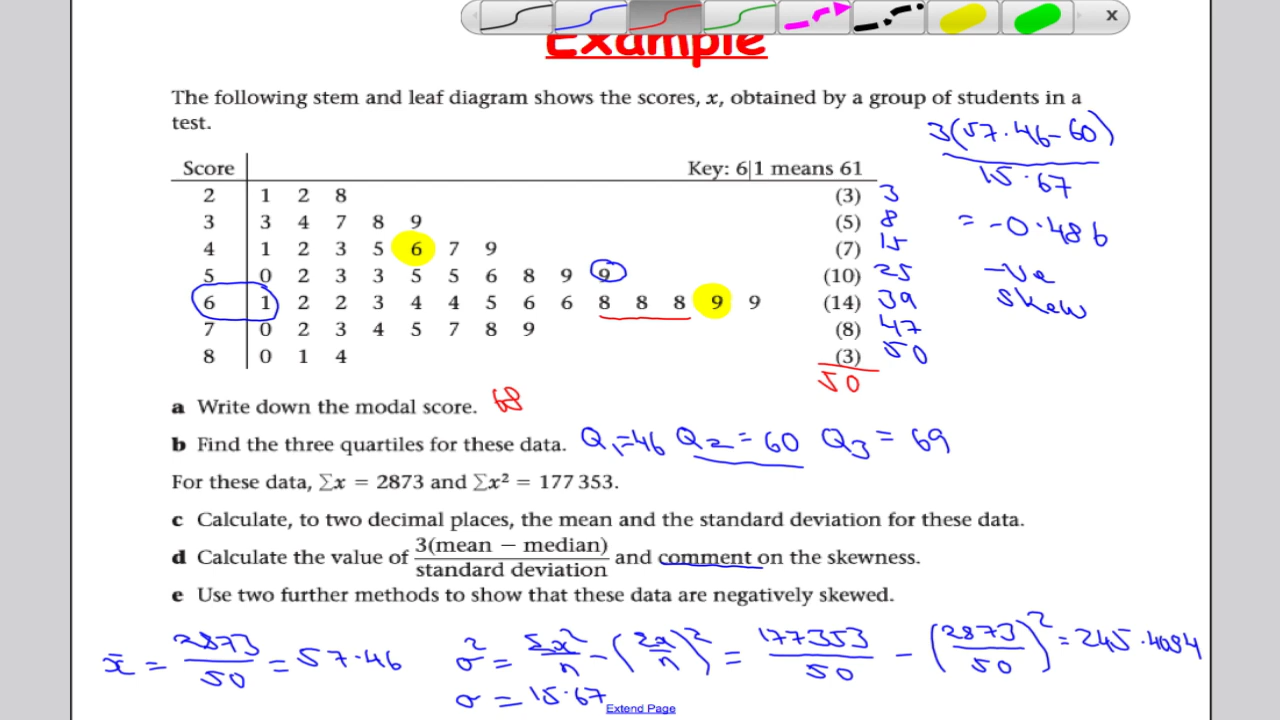 x
Example
The following stem and leaf diagram shows the scores, x, obtained by a group of students in a
test.
3(57.46-60)
15.67
= -0.486
-ve
skew
Score Key: 6|1 means 61
2 1 2 8 (3) 3
3 3 4 7 8 9 (5) 8
4 1 2 3 5 6 7 9 (7) 15
5 0 2 3 3 5 5 6 8 9 9 (10) 25
6 1 2 2 3 4 4 5 6 6 8 8 8 9 9 (14) 39
7 0 2 3 4 5 7 8 9 (8) 47
8 0 1 4 (3) 50
50
a Write down the modal score. 68
b Find the three quartiles for these data. Q₁=46 Q₂ = 60 Q₃ = 69
For these data, ∑x = 2873 and ∑x² = 177 353.
c Calculate, to two decimal places, the mean and the standard deviation for these data.
d Calculate the value of 3(mean − median) / standard deviation and comment on the skewness.
e Use two further methods to show that these data are negatively skewed.
x̄ = 2873/50 = 57.46 σ² = Σx²/n - (Σx/n)² = 177353/50 - (2873/50)² = 245.4084
σ = 15.67
Extend Page